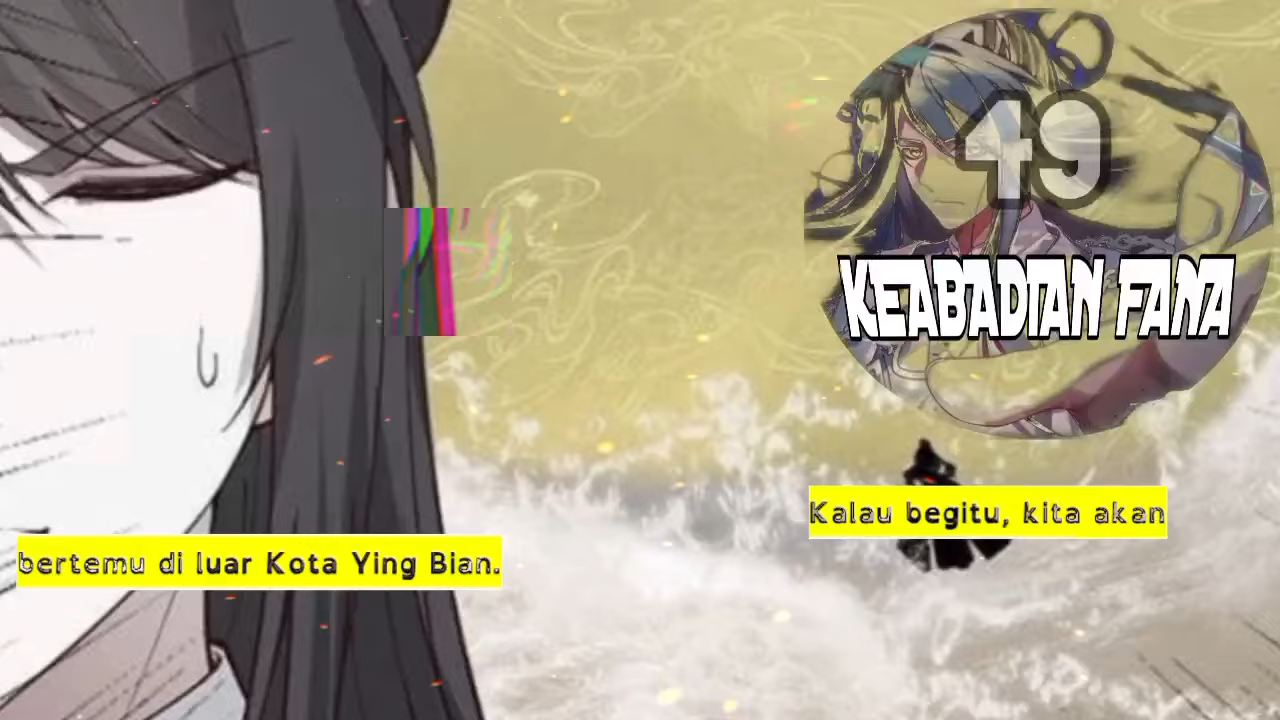 49
KEABADIAN FANA
Kalau begitu, kita akan
bertemu di luar Kota Ying Bian.